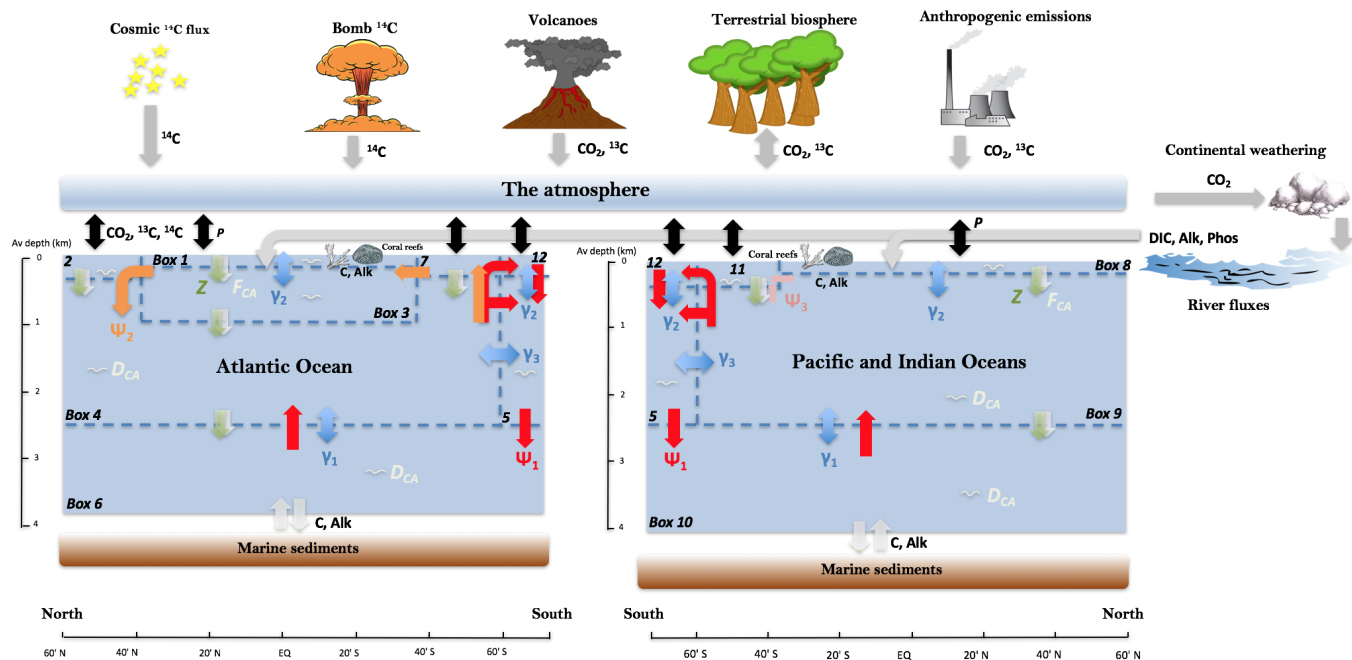 Cosmic ¹⁴C flux
Bomb ¹⁴C
Volcanoes
Terrestrial biosphere
Anthropogenic emissions
¹⁴C
¹⁴C
CO₂, ¹³C
CO₂, ¹³C
CO₂, ¹³C
Continental weathering
The atmosphere
CO₂
CO₂, ¹³C, ¹⁴C
P
P
DIC, Alk, Phos
River fluxes
Av depth (km)
0
1
2
3
4
2
Box 1
Coral reefs
C, Alk
7
12
Z
F_CA
γ₂
γ₂
Ψ₂
Box 3
γ₃
D_CA
Atlantic Ocean
Box 4
5
γ₁
Ψ₁
D_CA
Box 6
C, Alk
Marine sediments
Av depth (km)
0
1
2
3
4
12
11
Coral reefs
C, Alk
Box 8
Ψ₃
γ₂
γ₂
Z
F_CA
γ₃
Pacific and Indian Oceans
D_CA
5
Box 9
Ψ₁
γ₁
D_CA
Box 10
C, Alk
Marine sediments
North
South
60' N
40' N
20' N
EQ
20' S
40' S
60' S
South
North
60' S
40' S
20' S
EQ
20' N
40' N
60' N